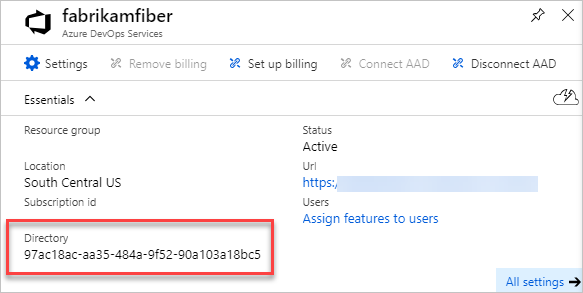 fabrikamfiber
Azure DevOps Services
Settings Remove billing Set up billing Connect AAD Disconnect AAD
Essentials
Resource group
Status
Active
Location
South Central US
Url
https:/
Subscription id
Users
Assign features to users
Directory
97ac18ac-aa35-484a-9f52-90a103a18bc5
All settings